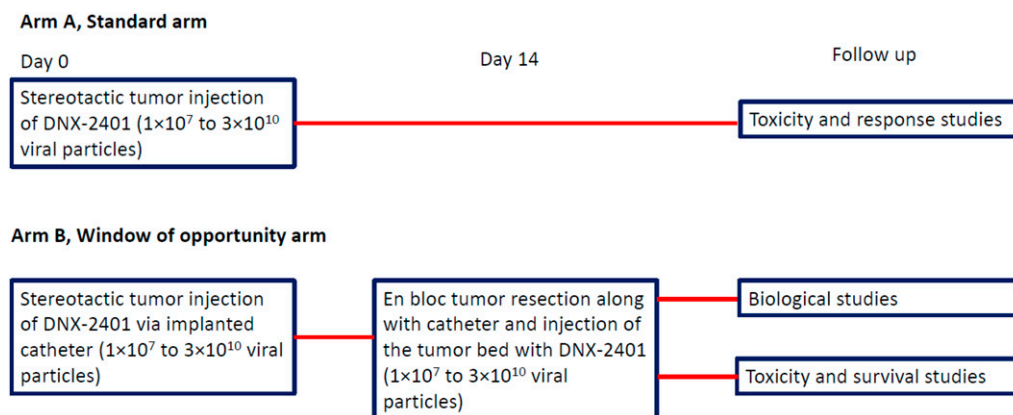 Arm A, Standard arm
Day 0
Day 14
Follow up
Stereotactic tumor injection
of DNX-2401 (1×10⁷ to 3×10¹⁰
viral particles)
Toxicity and response studies
Arm B, Window of opportunity arm
Stereotactic tumor injection
of DNX-2401 via implanted
catheter (1×10⁷ to 3×10¹⁰ viral
particles)
En bloc tumor resection along
with catheter and injection of
the tumor bed with DNX-2401
(1×10⁷ to 3×10¹⁰ viral
particles)
Biological studies
Toxicity and survival studies